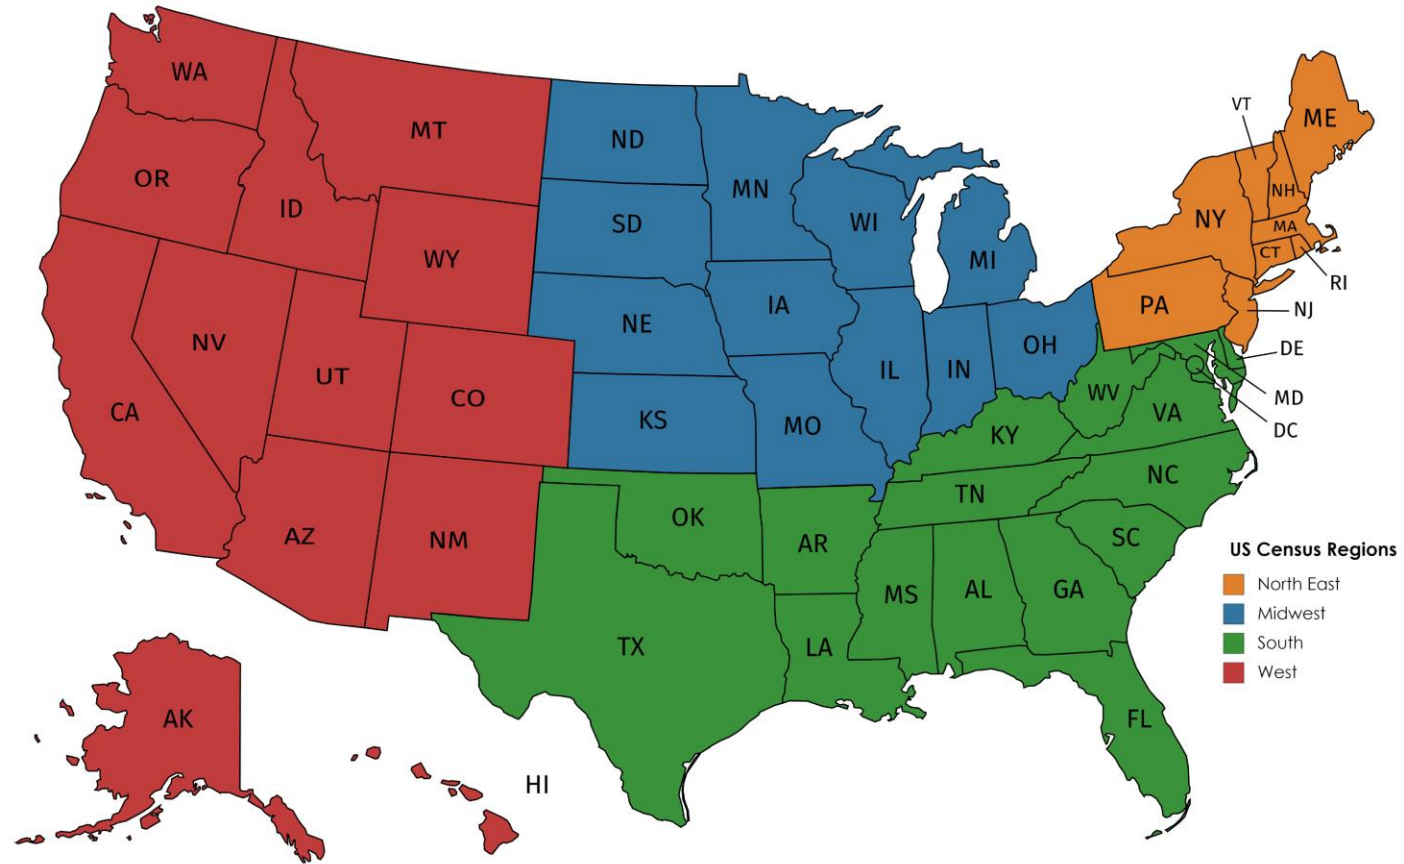 WA
MT
ND
MN
VT
ME
OR
ID
SD
WI
NH
NY
MA
WY
MI
CT
RI
IA
PA
NJ
NV
NE
OH
DE
UT
IL
IN
MD
CO
WV
CA
KS
MO
VA
DC
KY
TN
NC
AZ
NM
OK
AR
SC
MS
AL
GA
TX
LA
FL
AK
HI
US Census Regions
North East
Midwest
South
West